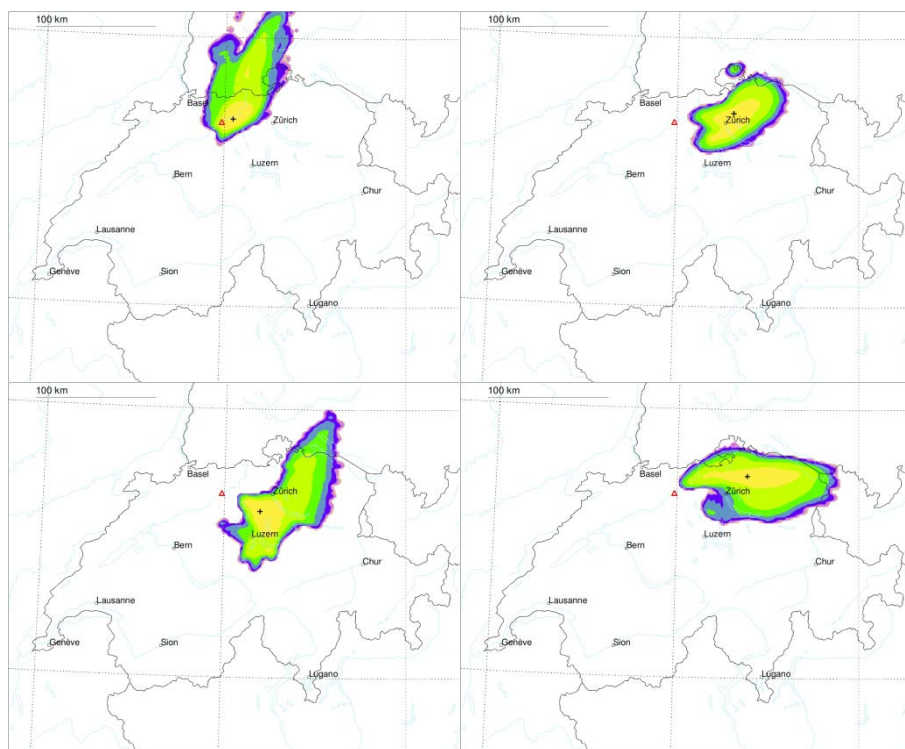 100 km
Basel
Zürich
Luzern
Bern
Chur
Lausanne
Genève
Sion
Lugano
100 km
Basel
Zürich
Luzern
Bern
Chur
Lausanne
Genève
Sion
Lugano
100 km
Basel
Zürich
Luzern
Bern
Chur
Lausanne
Genève
Sion
Lugano
100 km
Basel
Zürich
Luzern
Bern
Chur
Lausanne
Genève
Sion
Lugano